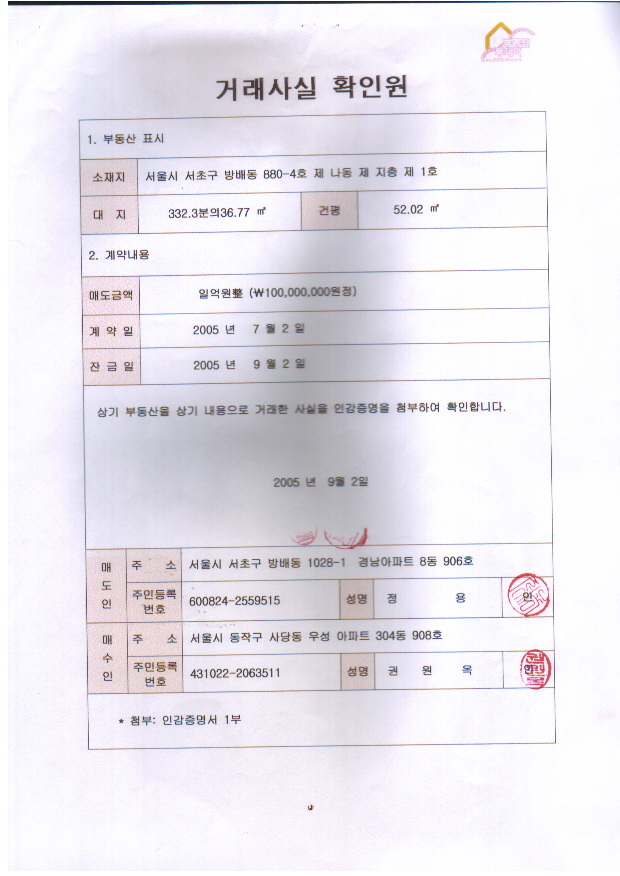 거래사실 확인원
1. 부동산 표시
소재지 서울시 서초구 방배동 880-4호 제 나동 제 지층 제 1호
대 지 332.3분의36.77 ㎡ 건평 52.02 ㎡
2. 계약내용
매도금액 일억원整 (₩100,000,000원정)
계 약 일 2005 년 7 월 2 일
잔 금 일 2005 년 9 월 2 일
상기 부동산을 상기 내용으로 거래한 사실을 인감증명을 첨부하여 확인합니다.
2005 년 9월 2일
매도인 주 소 서울시 서초구 방배동 1028-1 경남아파트 8동 906호
주민등록번호 600824-2559515 성명 정 용 인
매수인 주 소 서울시 동작구 사당동 우성 아파트 304동 908호
주민등록번호 431022-2063511 성명 권 원 옥 인
* 첨부: 인감증명서 1부